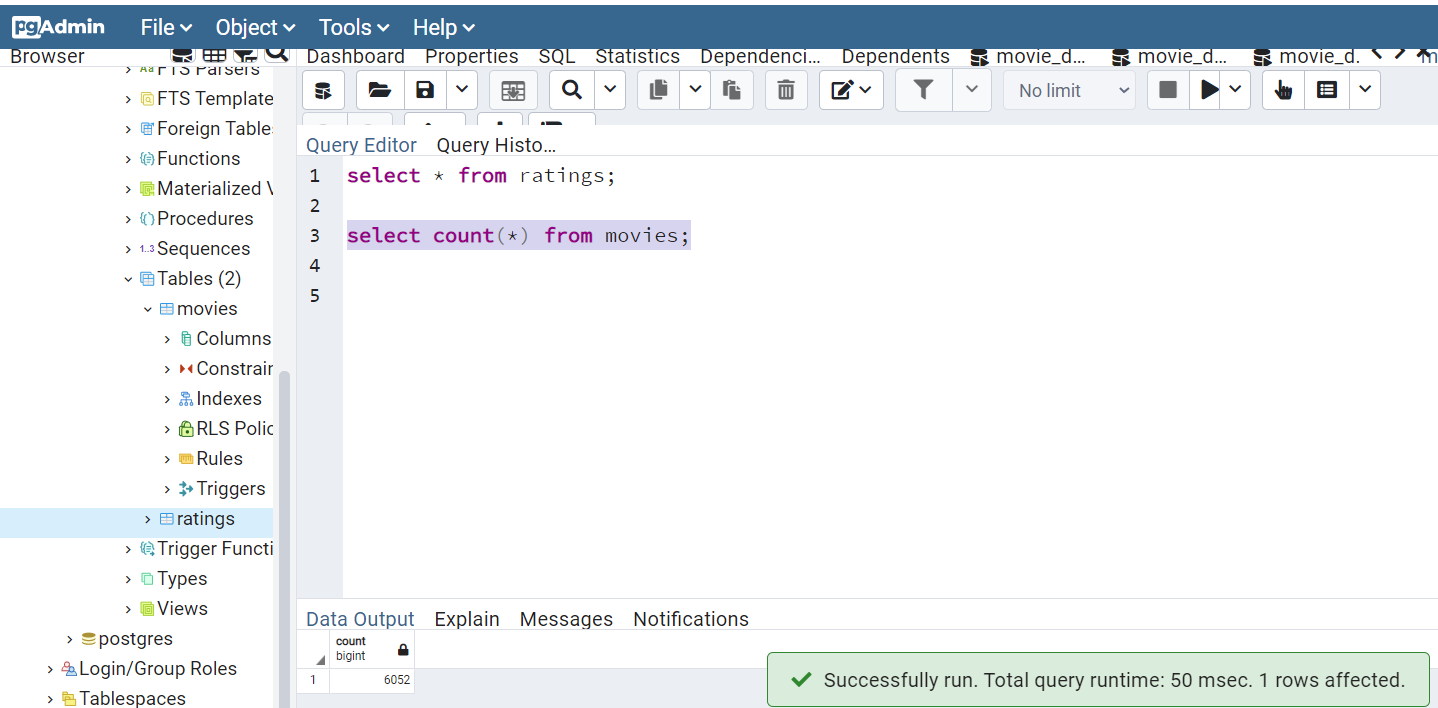 pgAdmin File Object Tools Help
Browser
Dashboard Properties SQL Statistics Dependenci... Dependents movie_d... movie_d... movie_d.
FTS Parsers
FTS Template
Foreign Table
Functions
Materialized V
Procedures
1..3 Sequences
Tables (2)
movies
Columns
Constrain
Indexes
RLS Polic
Rules
Triggers
ratings
Trigger Functi
Types
Views
postgres
Login/Group Roles
Tablespaces
No limit
Query Editor Query Histo...
1 select * from ratings;
2
3 select count(*) from movies;
4
5
Data Output Explain Messages Notifications
count
bigint
1 6052
Successfully run. Total query runtime: 50 msec. 1 rows affected.